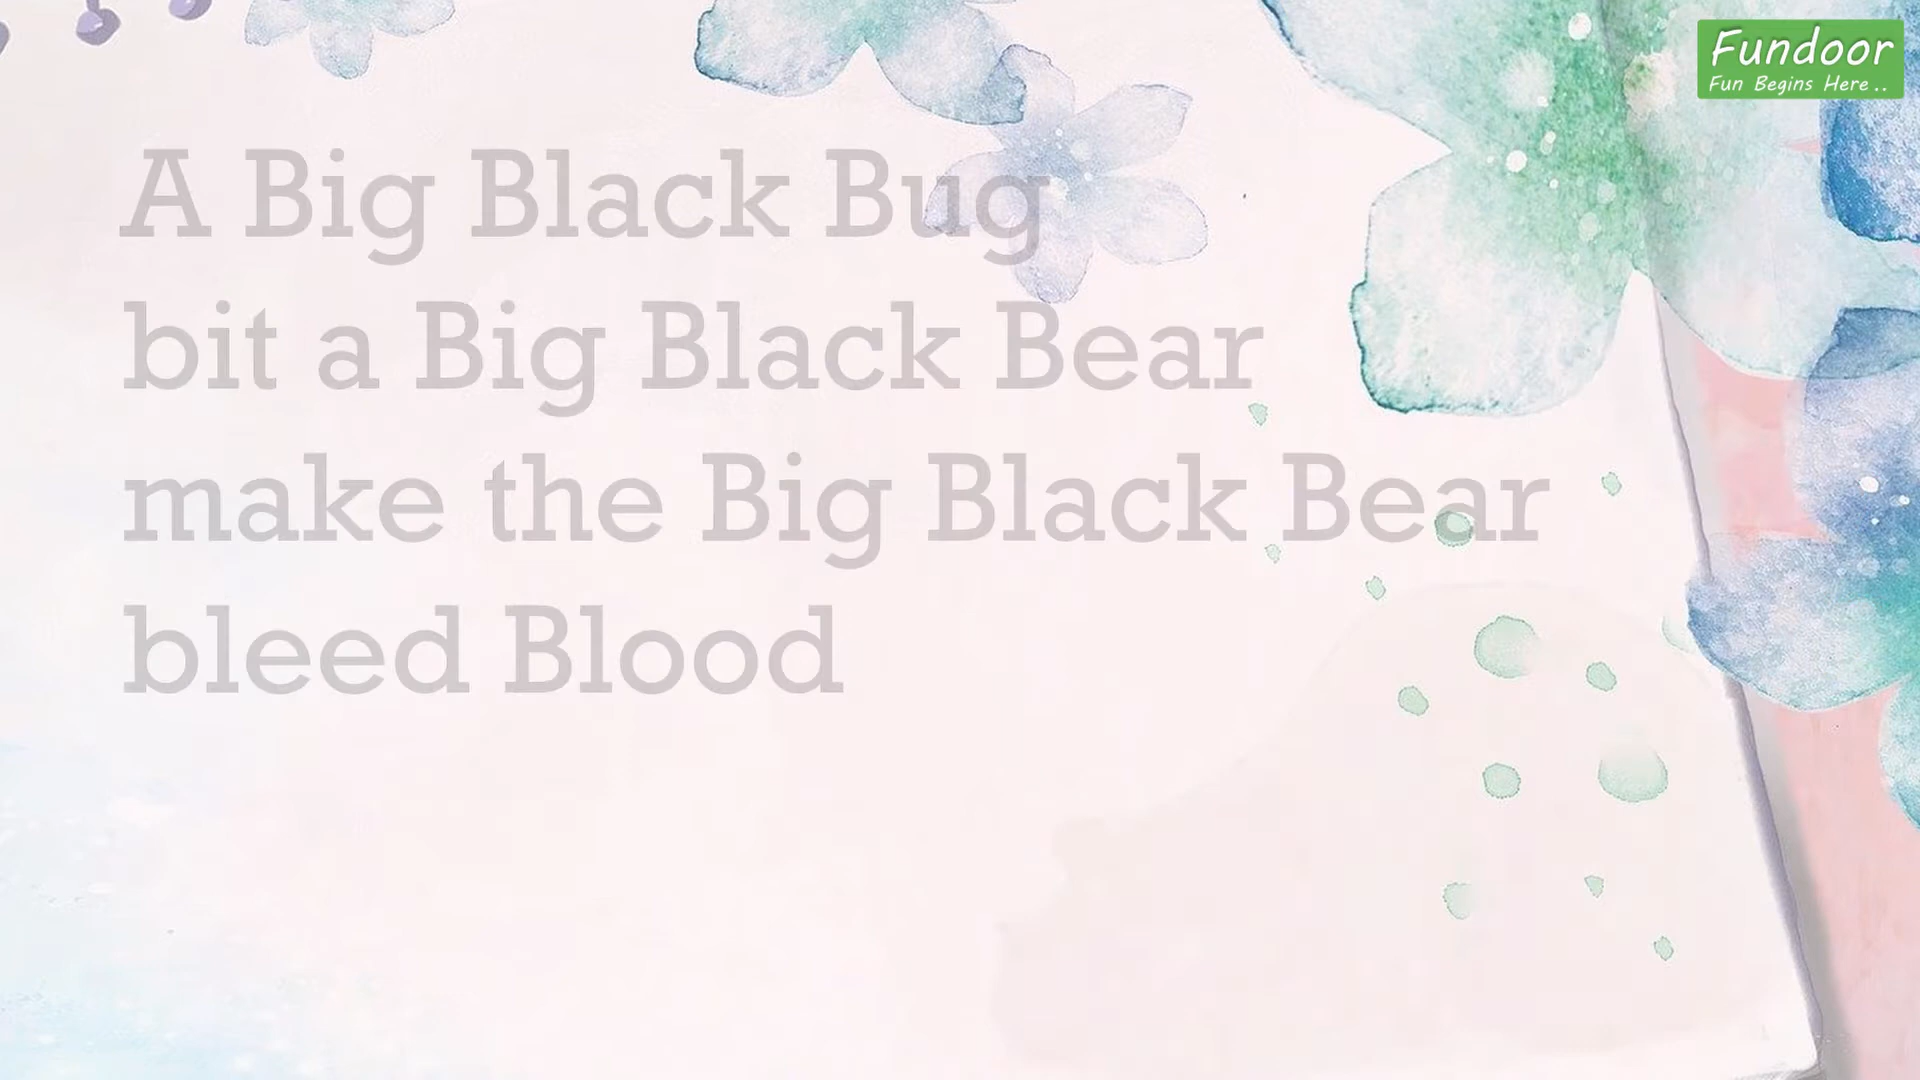 Fundoor
Fun Begins Here..
A Big Black Bug
bit a Big Black Bear
make the Big Black Bear
bleed Blood